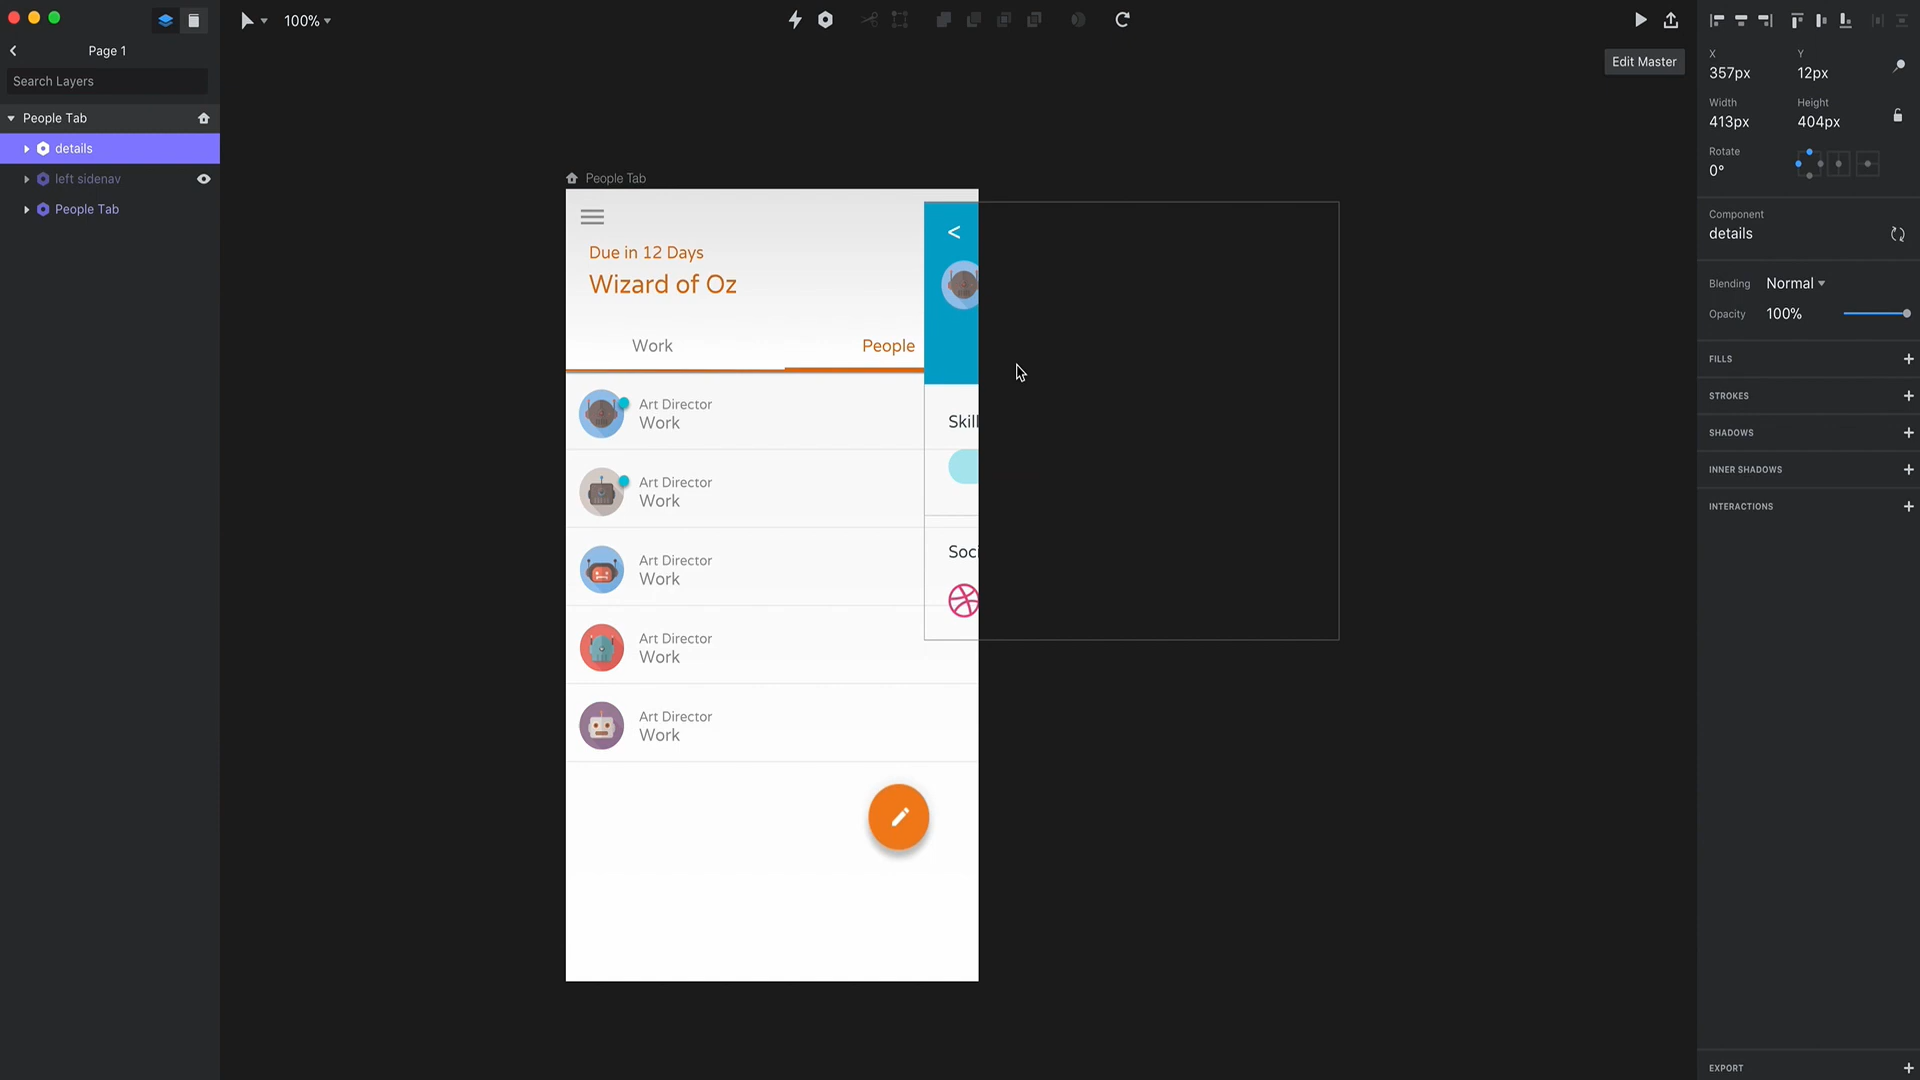 Page 1
100%
Search Layers
People Tab
details
left sidenav
People Tab
Edit Master
People Tab
Due in 12 Days
Wizard of Oz
Work
People
Art Director
Work
Art Director
Work
Art Director
Work
Art Director
Work
Art Director
Work
<
Skill
Soci
X
Y
357px
12px
Width
Height
413px
404px
Rotate
0°
Component
details
Blending
Normal
Opacity
100%
FILLS
STROKES
SHADOWS
INNER SHADOWS
INTERACTIONS
EXPORT